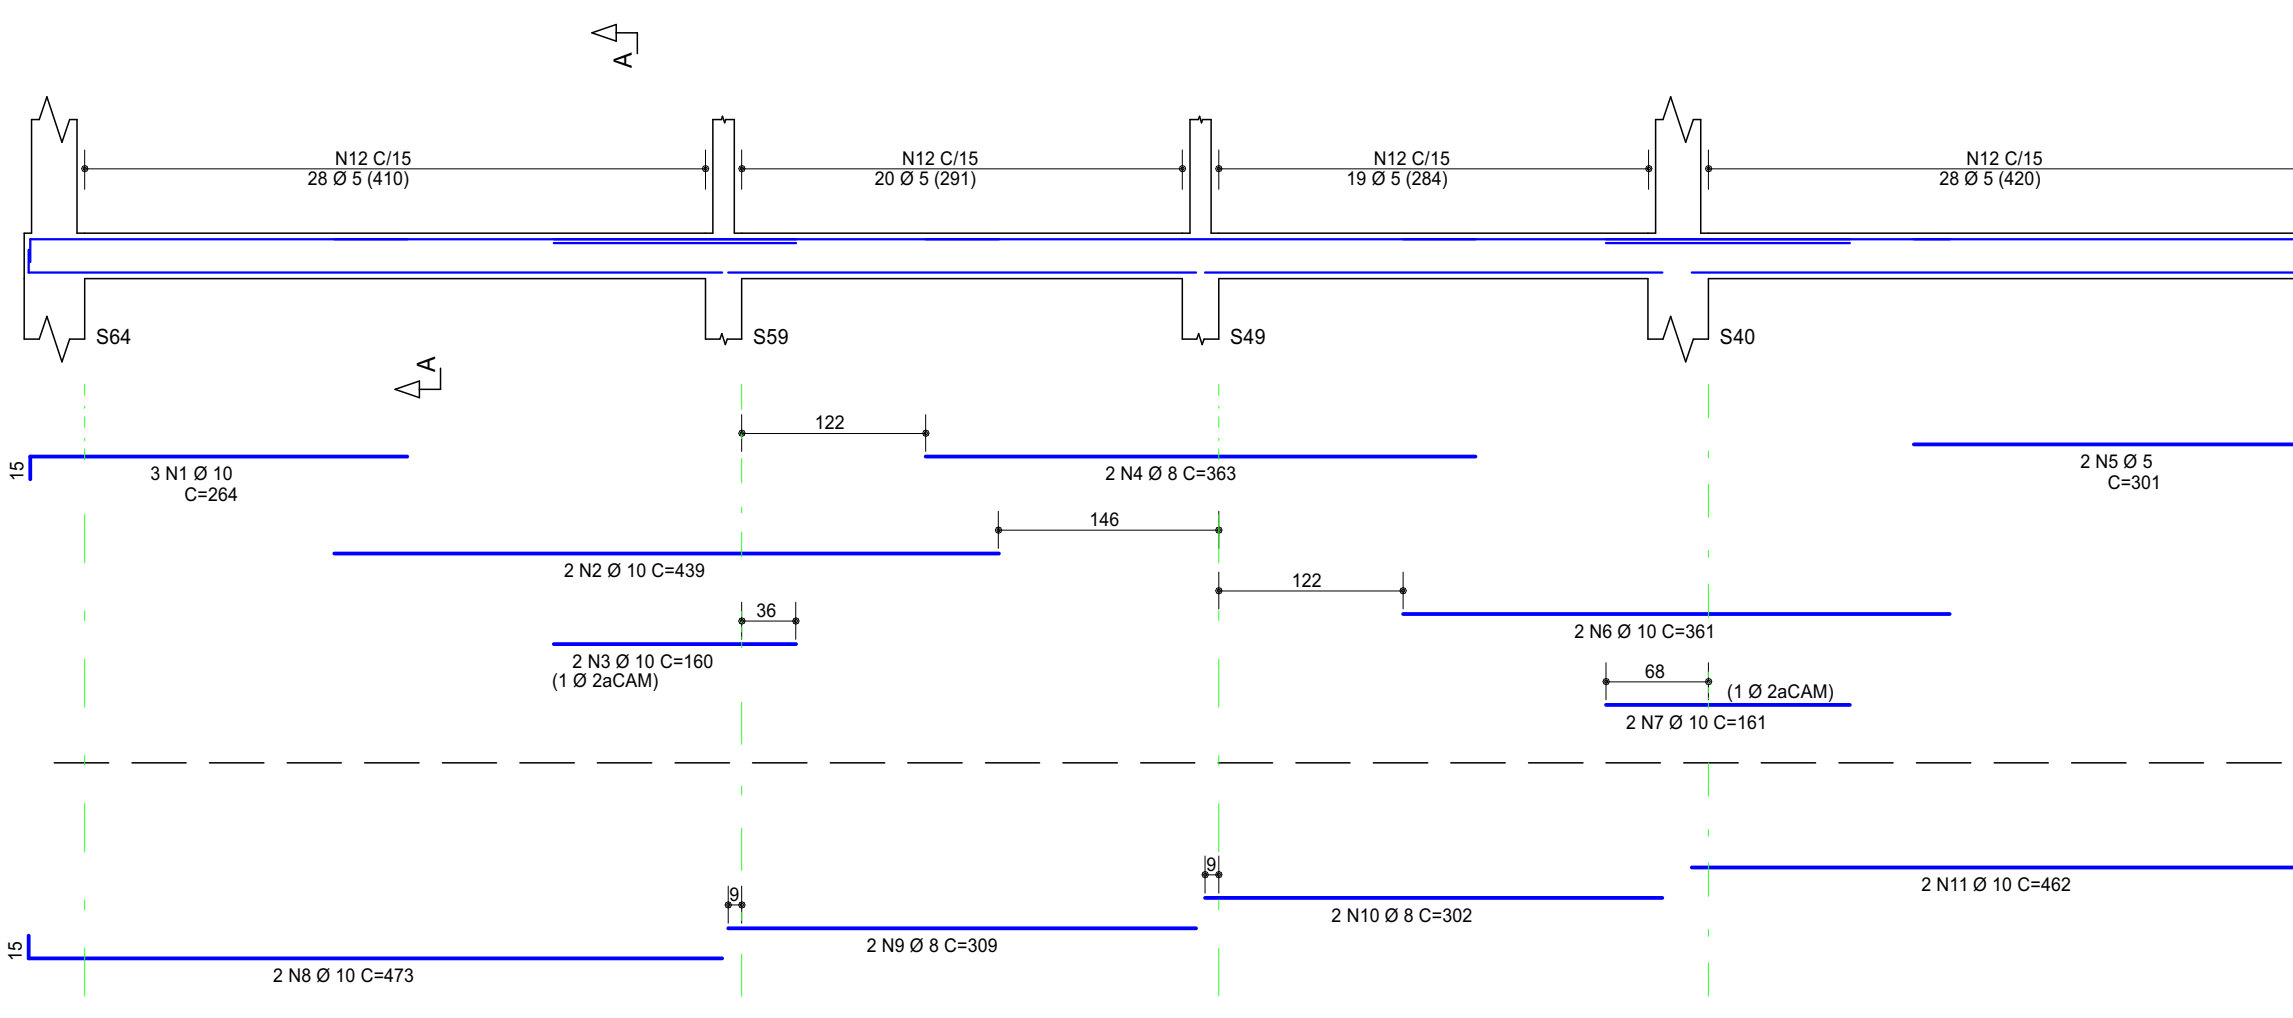 A
N12 C/15
28 Ø 5 (410)
N12 C/15
20 Ø 5 (291)
N12 C/15
19 Ø 5 (284)
N12 C/15
28 Ø 5 (420)
S64
S59
S49
S40
A
122
15
3 N1 Ø 10
C=264
2 N4 Ø 8 C=363
2 N5 Ø 5
C=301
146
2 N2 Ø 10 C=439
122
36
2 N6 Ø 10 C=361
2 N3 Ø 10 C=160
(1 Ø 2aCAM)
68
(1 Ø 2aCAM)
2 N7 Ø 10 C=161
9
2 N11 Ø 10 C=462
9
2 N10 Ø 8 C=302
15
2 N9 Ø 8 C=309
2 N8 Ø 10 C=473